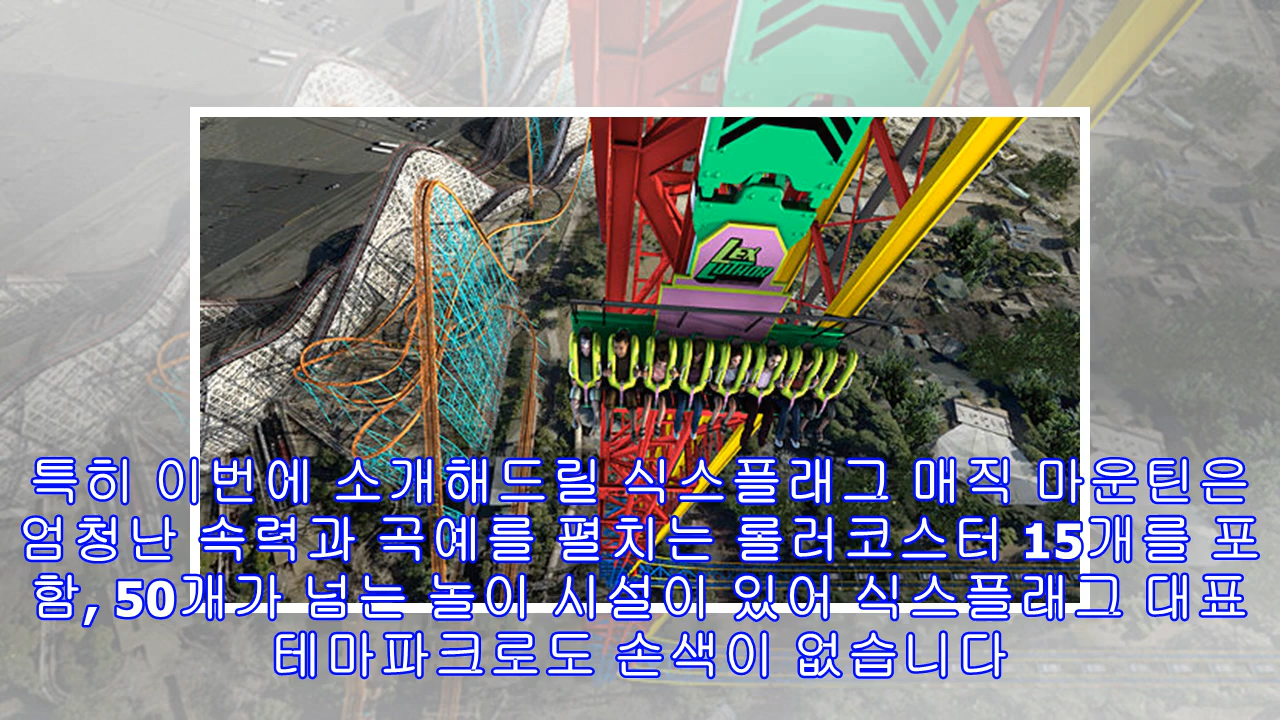 LEX
LUTHOR
특히 이번에 소개해드릴 식스플래그 매직 마운틴은
엄청난 속력과 곡예를 펼치는 롤러코스터 15개를 포
함, 50개가 넘는 놀이 시설이 있어 식스플래그 대표
테마파크로도 손색이 없습니다